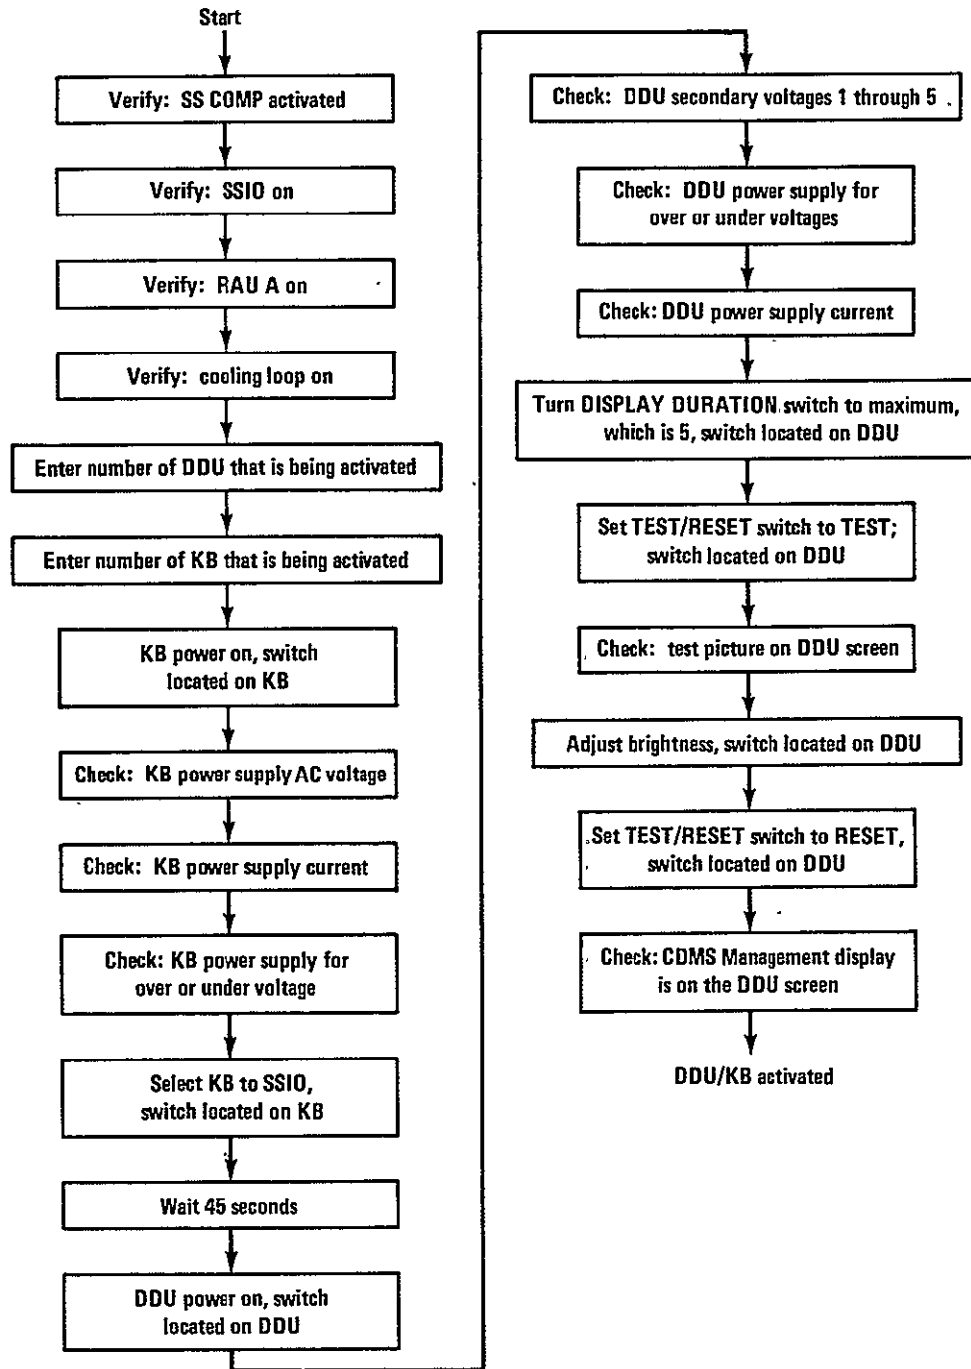 Start
Verify: SS COMP activated
Verify: SSIO on
Verify: RAU A on
Verify: cooling loop on
Enter number of DDU that is being activated
Enter number of KB that is being activated
KB power on, switch
located on KB
Check: KB power supply AC voltage
Check: KB power supply current
Check: KB power supply for
over or under voltage
Select KB to SSIO,
switch located on KB
Wait 45 seconds
DDU power on, switch
located on DDU
Check: DDU secondary voltages 1 through 5
Check: DDU power supply for
over or under voltages
Check: DDU power supply current
Turn DISPLAY DURATION switch to maximum,
which is 5, switch located on DDU
Set TEST/RESET switch to TEST;
switch located on DDU
Check: test picture on DDU screen
Adjust brightness, switch located on DDU
Set TEST/RESET switch to RESET,
switch located on DDU
Check: CDMS Management display
is on the DDU screen
DDU/KB activated